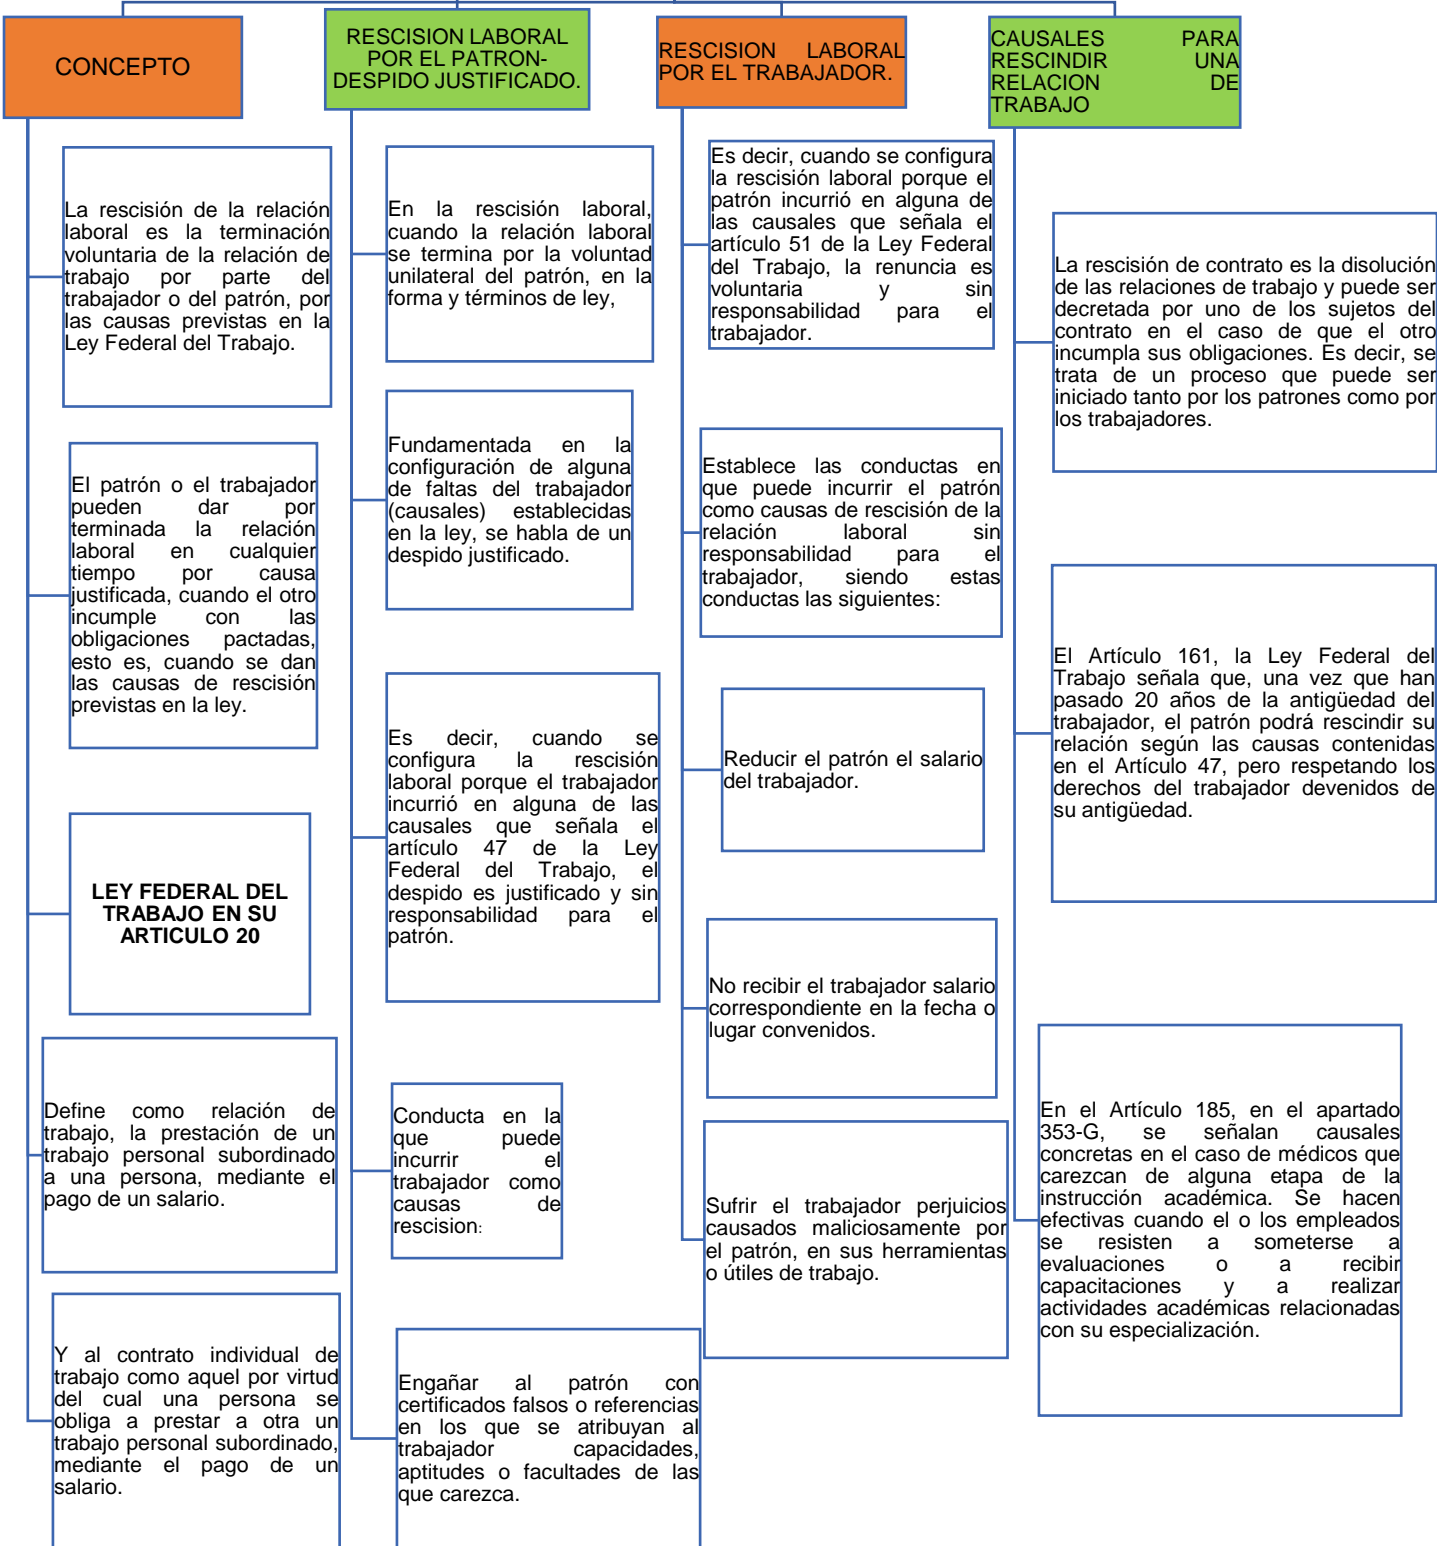 CONCEPTO
La rescisión de la relación
laboral es la terminación
voluntaria de la relación de
trabajo por parte del
trabajador o del patrón, por
las causas previstas en la
Ley Federal del Trabajo.
El patrón o el trabajador
pueden dar por
terminada la relación
laboral en cualquier
tiempo por causa
justificada, cuando el otro
incumple con las
obligaciones pactadas,
esto es, cuando se dan
las causas de rescisión
previstas en la ley.
LEY FEDERAL DEL
TRABAJO EN SU
ARTICULO 20
Define como relación de
trabajo, la prestación de un
trabajo personal subordinado
a una persona, mediante el
pago de un salario.
Y al contrato individual de
trabajo como aquel por virtud
del cual una persona se
obliga a prestar a otra un
trabajo personal subordinado,
mediante el pago de un
salario.
RESCISION LABORAL
POR EL PATRON-
DESPIDO JUSTIFICADO.
En la rescisión laboral,
cuando la relación laboral
se termina por la voluntad
unilateral del patrón, en la
forma y términos de ley,
Fundamentada en la
configuración de alguna
de faltas del trabajador
(causales) establecidas
en la ley, se habla de un
despido justificado.
Es decir, cuando se
configura la rescisión
laboral porque el trabajador
incurrió en alguna de las
causales que señala el
artículo 47 de la Ley
Federal del Trabajo, el
despido es justificado y sin
responsabilidad para el
patrón.
Conducta en la
que puede
incurrir el
trabajador como
causas de
rescision:
Engañar al patrón con
certificados falsos o referencias
en los que se atribuyan al
trabajador capacidades,
aptitudes o facultades de las
que carezca.
RESCISION LABORAL
POR EL TRABAJADOR.
Es decir, cuando se configura
la rescisión laboral porque el
patrón incurrió en alguna de
las causales que señala el
artículo 51 de la Ley Federal
del Trabajo, la renuncia es
voluntaria y sin
responsabilidad para el
trabajador.
Establece las conductas en
que puede incurrir el patrón
como causas de rescisión de la
relación laboral sin
responsabilidad para el
trabajador, siendo estas
conductas las siguientes:
Reducir el patrón el salario
del trabajador.
No recibir el trabajador salario
correspondiente en la fecha o
lugar convenidos.
Sufrir el trabajador perjuicios
causados maliciosamente por
el patrón, en sus herramientas
o útiles de trabajo.
CAUSALES PARA
RESCINDIR UNA
RELACION DE
TRABAJO
La rescisión de contrato es la disolución
de las relaciones de trabajo y puede ser
decretada por uno de los sujetos del
contrato en el caso de que el otro
incumpla sus obligaciones. Es decir, se
trata de un proceso que puede ser
iniciado tanto por los patrones como por
los trabajadores.
El Artículo 161, la Ley Federal del
Trabajo señala que, una vez que han
pasado 20 años de la antigüedad del
trabajador, el patrón podrá rescindir su
relación según las causas contenidas
en el Artículo 47, pero respetando los
derechos del trabajador devenidos de
su antigüedad.
En el Artículo 185, en el apartado
353-G, se señalan causales
concretas en el caso de médicos que
carezcan de alguna etapa de la
instrucción académica. Se hacen
efectivas cuando el o los empleados
se resisten a someterse a
evaluaciones o a recibir
capacitaciones y a realizar
actividades académicas relacionadas
con su especialización.